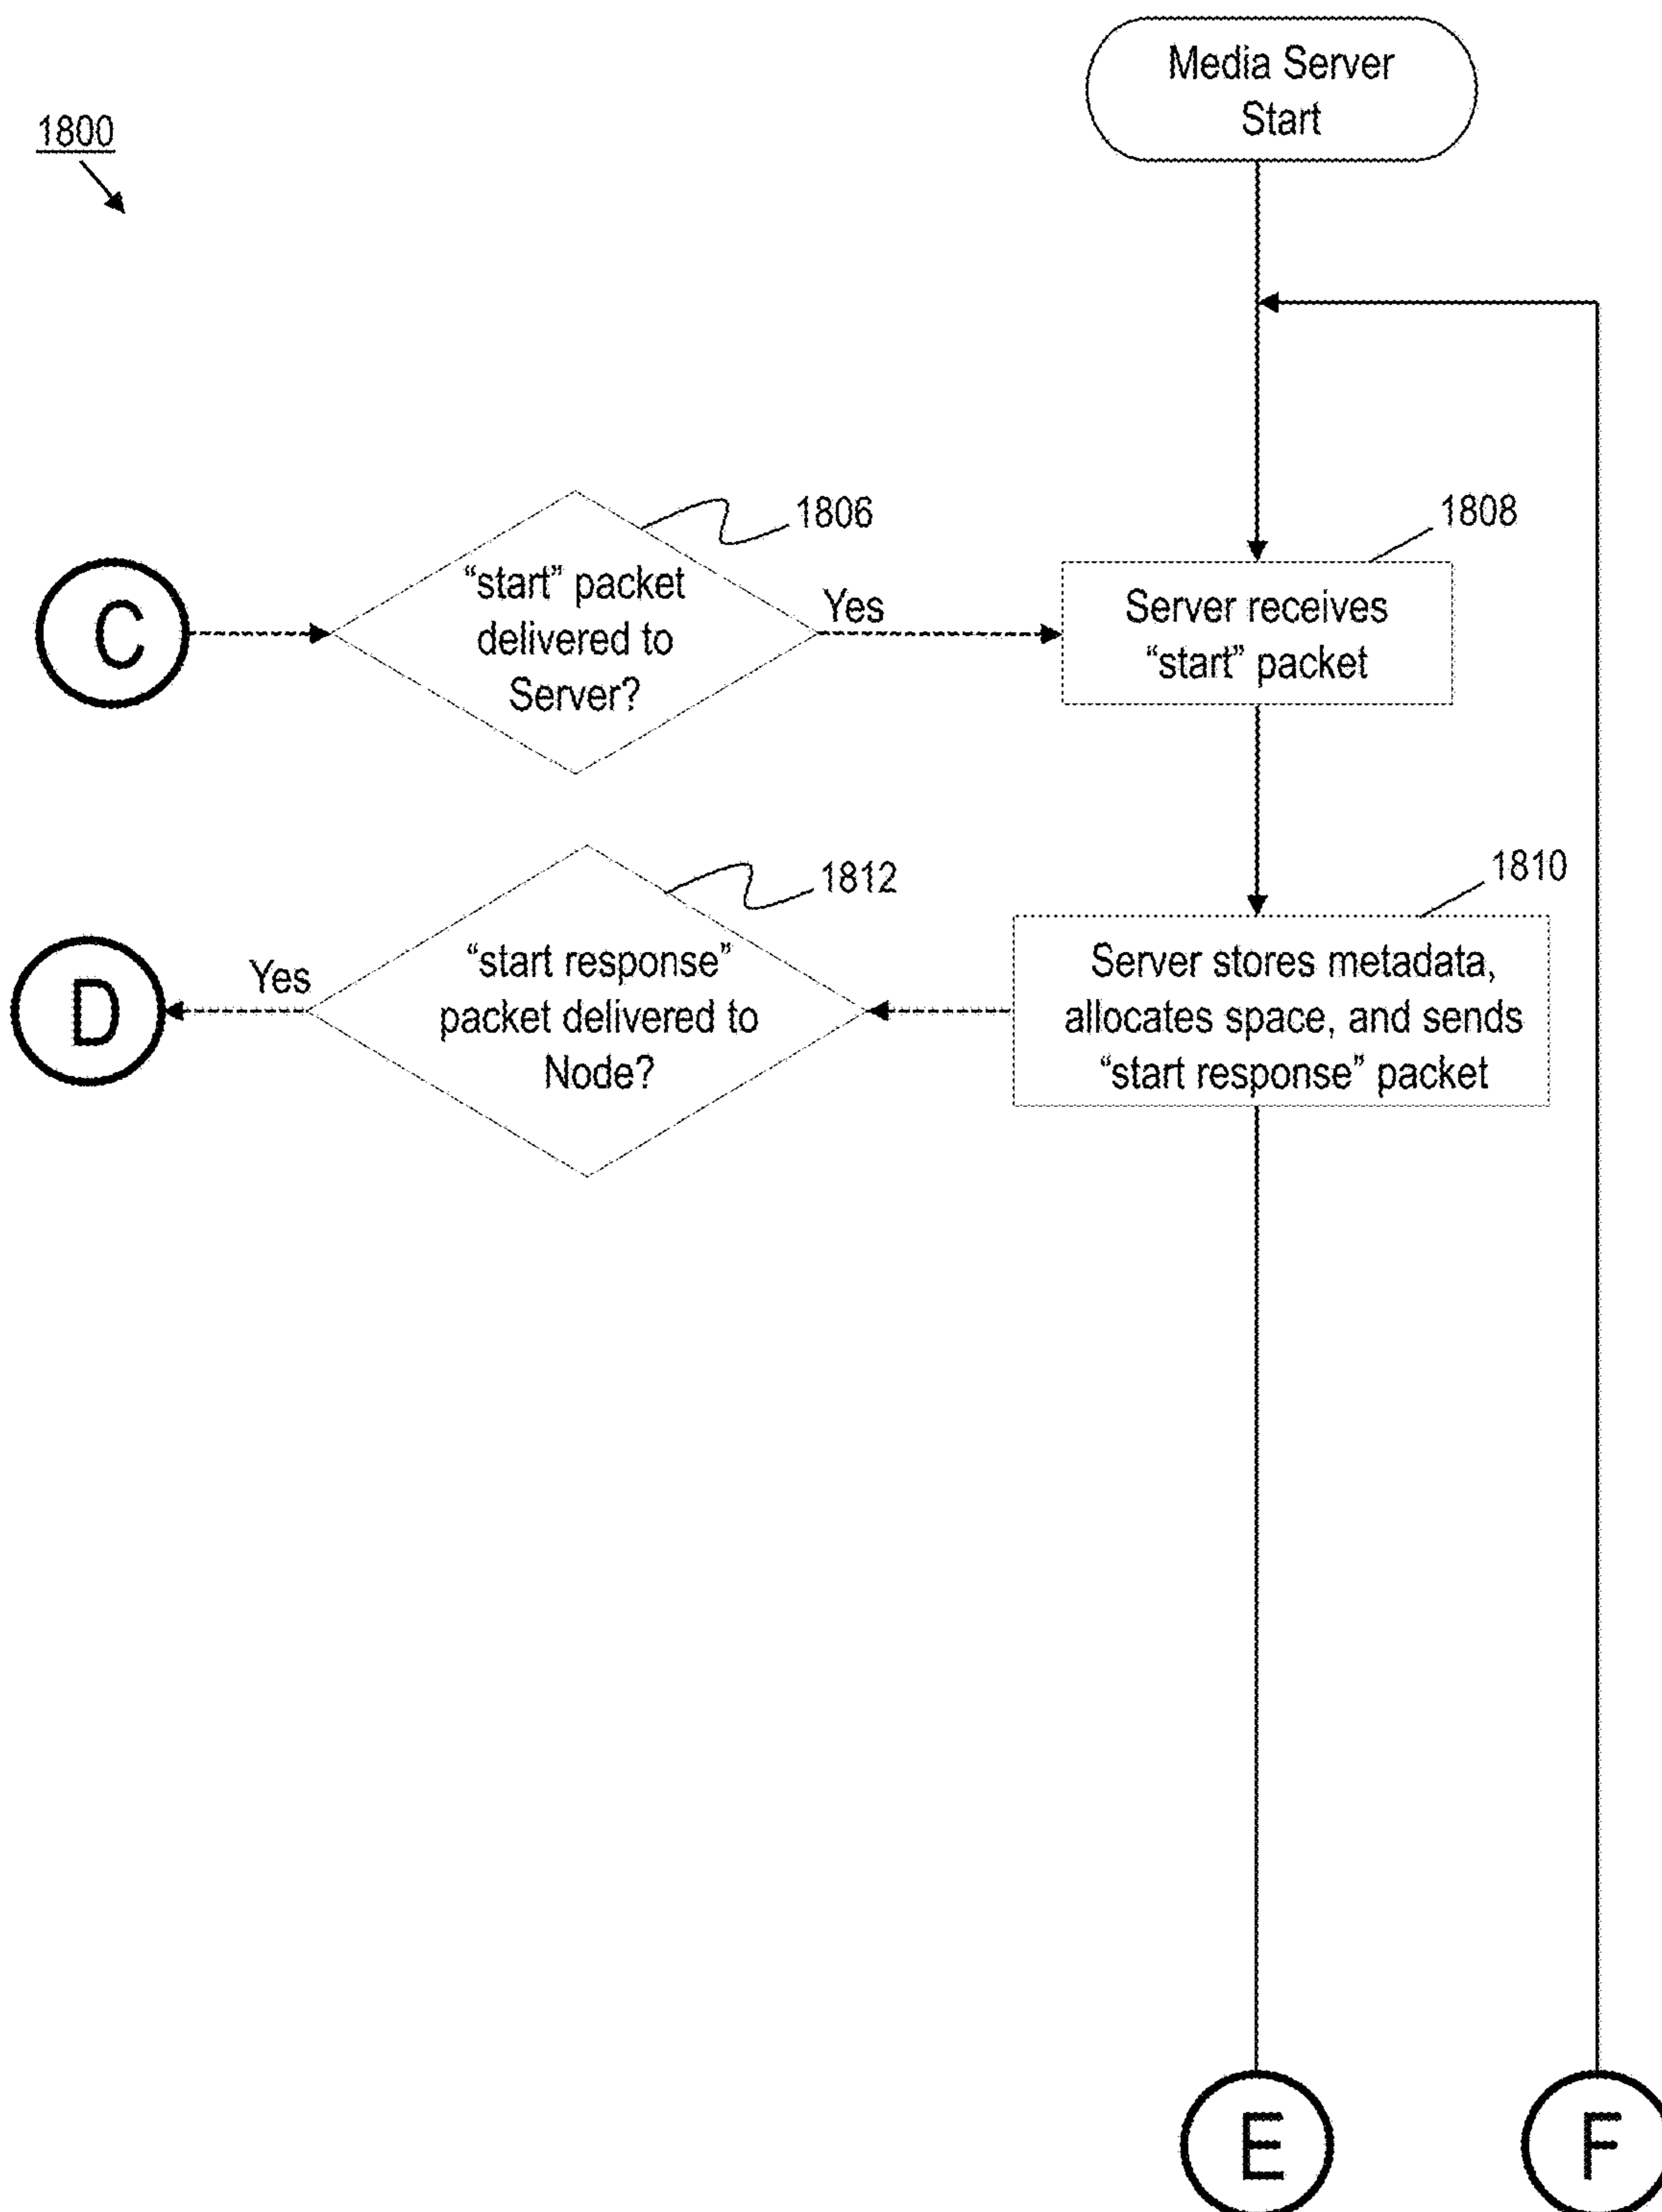 Media Server
Start
1800
1806
1808
C
“start” packet
delivered to
Server?
Yes
Server receives
“start” packet
1812
1810
D
Yes
“start response”
packet delivered to
Node?
Server stores metadata,
allocates space, and sends
“start response” packet
E
F